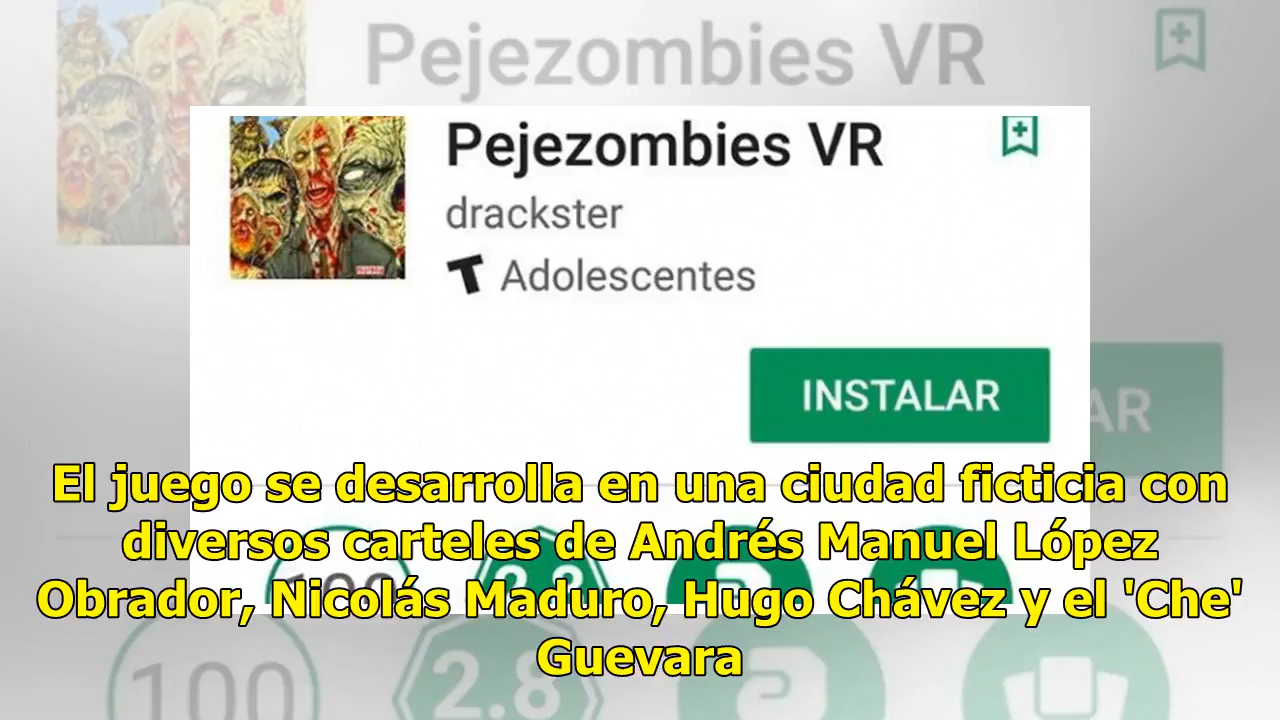 Pejezombies VR
Pejezombies VR
drackster
T Adolescentes
INSTALAR
AR
El juego se desarrolla en una ciudad ficticia con
diversos carteles de Andrés Manuel López
Obrador, Nicolás Maduro, Hugo Chávez y el 'Che'
Guevara
100
2.8